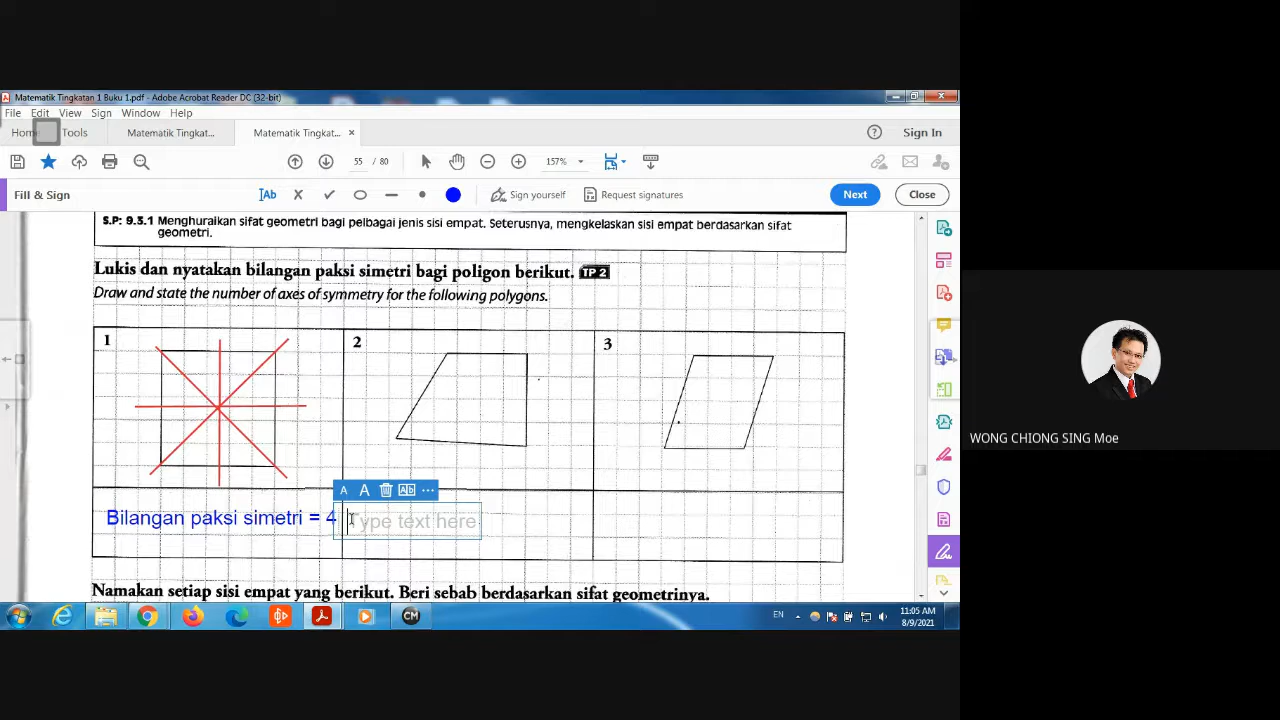 Matematik Tingkatan 1 Buku 1.pdf - Adobe Acrobat Reader DC (32-bit)
File Edit View Sign Window Help
Home Tools Matematik Tingkat... Matematik Tingkat... × Sign In
55 / 80 157%
Fill & Sign Ab Sign yourself Request signatures Next Close
S.P: 9.3.1 Menghuraikan sifat geometri bagi pelbagai jenis sisi empat. Seterusnya, mengkelaskan sisi empat berdasarkan sifat
geometri.
Lukis dan nyatakan bilangan paksi simetri bagi poligon berikut. TP 2
Draw and state the number of axes of symmetry for the following polygons.
1 2 3
A A Ab ...
Bilangan paksi simetri = 4 Type text here
Namakan setiap sisi empat yang berikut. Beri sebab berdasarkan sifat geometrinya.
EN 11:05 AM
8/9/2021
CM
WONG CHIONG SING Moe